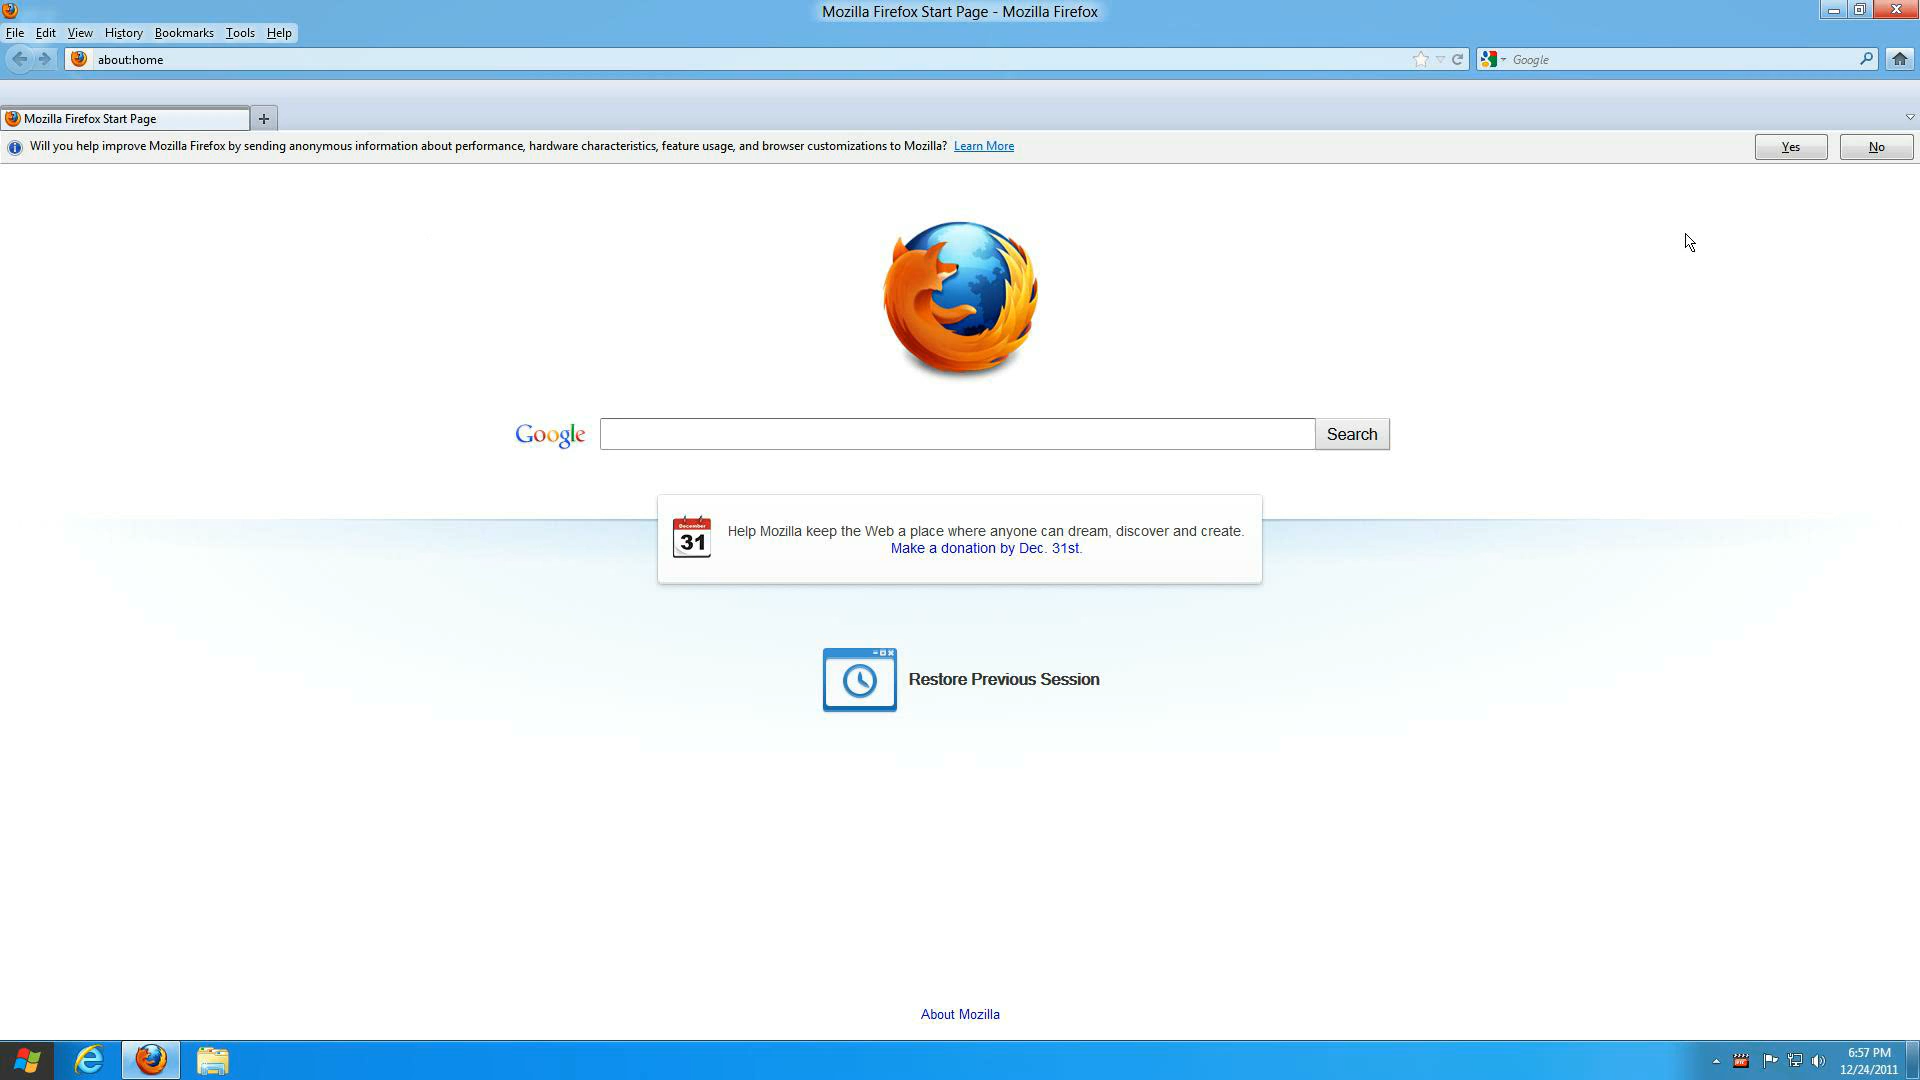 Mozilla Firefox Start Page - Mozilla Firefox
File Edit View History Bookmarks Tools Help
about:home
Google
Mozilla Firefox Start Page
Will you help improve Mozilla Firefox by sending anonymous information about performance, hardware characteristics, feature usage, and browser customizations to Mozilla? Learn More
Yes No
Google
Search
December
31
Help Mozilla keep the Web a place where anyone can dream, discover and create.
Make a donation by Dec. 31st.
Restore Previous Session
About Mozilla
6:57 PM
12/24/2011